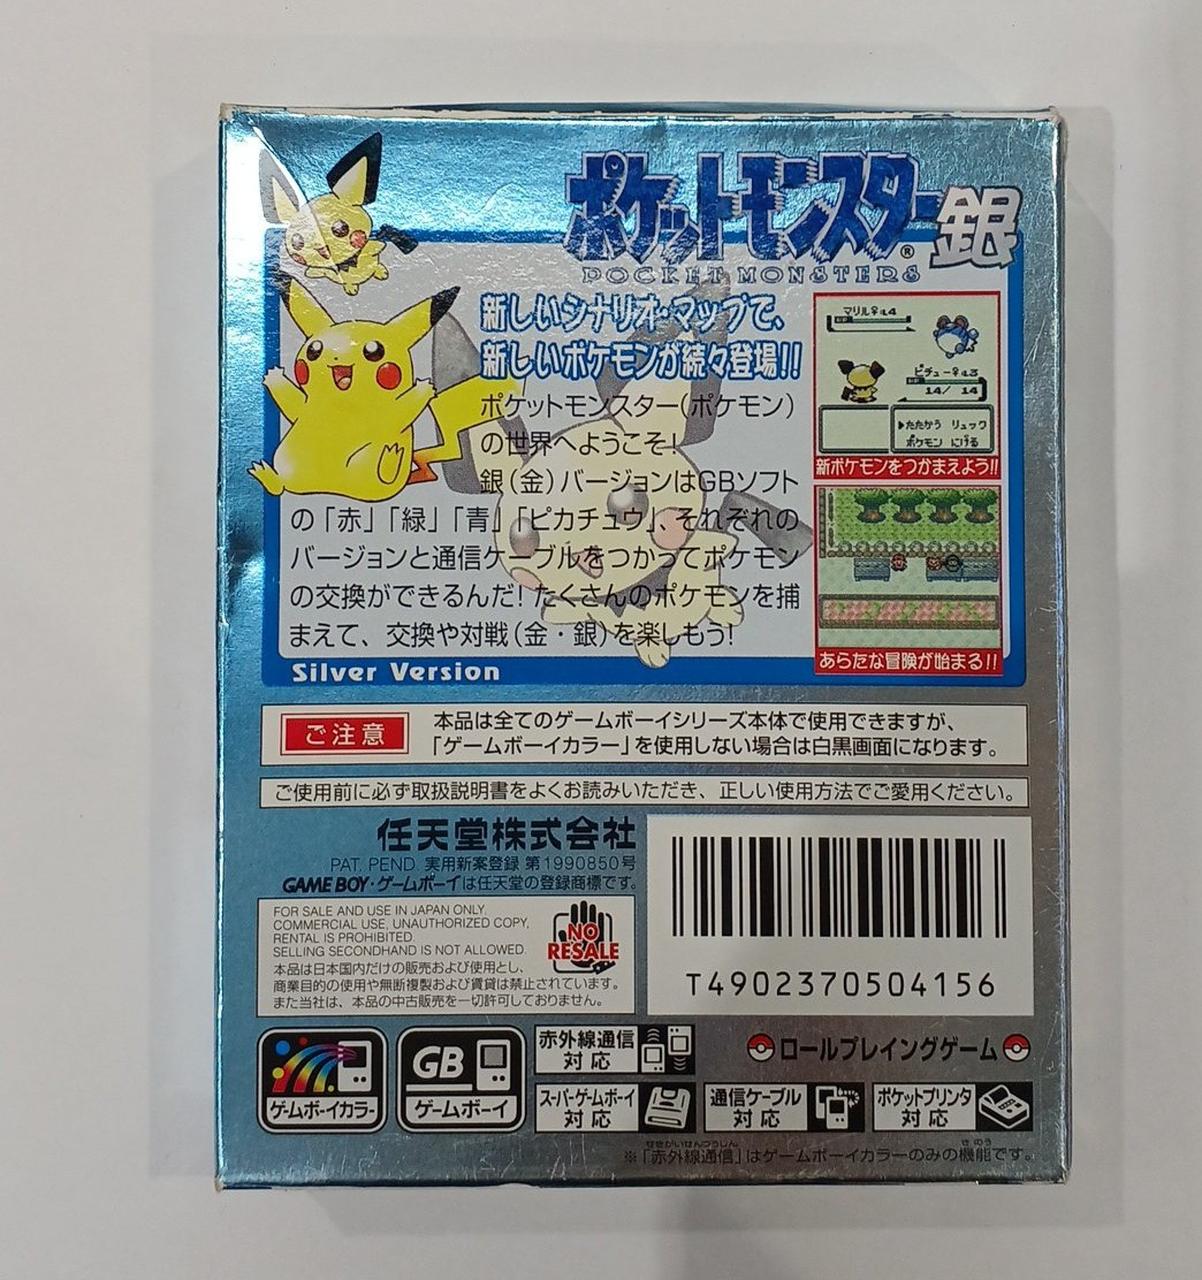 ポケットモンスター®銀
POCKET MONSTERS
新しいシナリオ・マップで、
新しいポケモンが続々登場!!
ポケットモンスター(ポケモン)
の世界へようこそ!
銀(金)バージョンはGBソフト
の「赤」「緑」「青」「ピカチュウ」、それぞれの
バージョンと通信ケーブルをつかってポケモン
の交換ができるんだ! たくさんのポケモンを捕
まえて、交換や対戦(金・銀)を楽しもう!
マリル♀:L4
HP:
ピチュー♀:L3
HP:
14/ 14
▶たたかう リュック
ポケモン にげる
新ポケモンをつかまえよう!!
あらたな冒険が始まる!!
Silver Version
ご注意
本品は全てのゲームボーイシリーズ本体で使用できますが、
「ゲームボーイカラー」を使用しない場合は白黒画面になります。
ご使用前に必ず取扱説明書をよくお読みいただき、正しい使用方法でご愛用ください。
任天堂株式会社
PAT. PEND. 実用新案登録 第1990850号
GAME BOY・ゲームボーイは任天堂の登録商標です。
FOR SALE AND USE IN JAPAN ONLY.
COMMERCIAL USE, UNAUTHORIZED COPY,
RENTAL IS PROHIBITED.
SELLING SECONDHAND IS NOT ALLOWED.
本品は日本国内だけの販売および使用とし、
商業目的の使用や無断複製および賃貸は禁止されています。
また当社は、本品の中古販売を一切許可しておりません。
NO
RESALE
T4902370504156
ゲームボーイカラー
GB
ゲームボーイ
赤外線通信
対応
ロールプレイングゲーム
スーパーゲームボーイ
対応
通信ケーブル
対応
ポケットプリンタ
対応
せきがいせんつうしん
きのう
※「赤外線通信」はゲームボーイカラーのみの機能です。